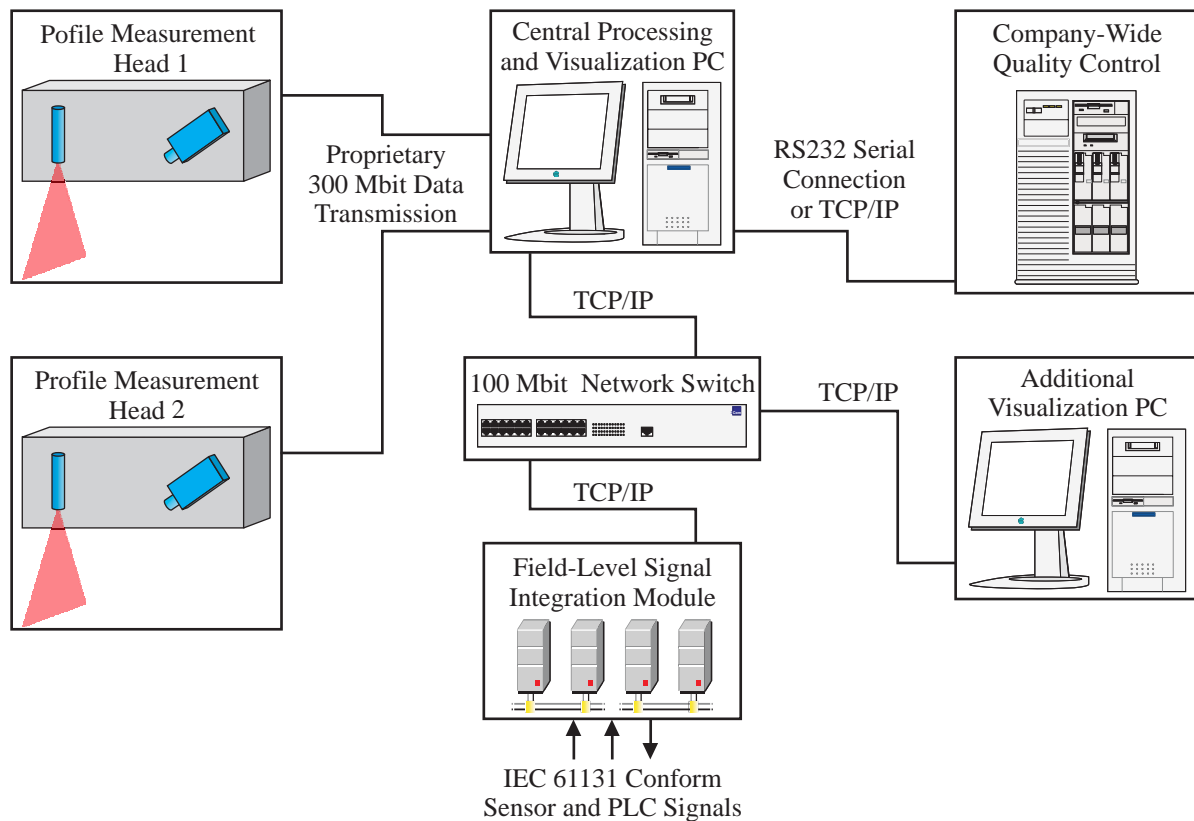 Pofile Measurement
Head 1
Central Processing
and Visualization PC
Company-Wide
Quality Control
Proprietary
300 Mbit Data
Transmission
RS232 Serial
Connection
or TCP/IP
TCP/IP
Profile Measurement
Head 2
100 Mbit Network Switch
TCP/IP
Additional
Visualization PC
TCP/IP
Field-Level Signal
Integration Module
IEC 61131 Conform
Sensor and PLC Signals